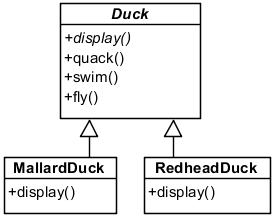 Duck
+display()
+quack()
+swim()
+fly()
MallardDuck
+display()
RedheadDuck
+display()